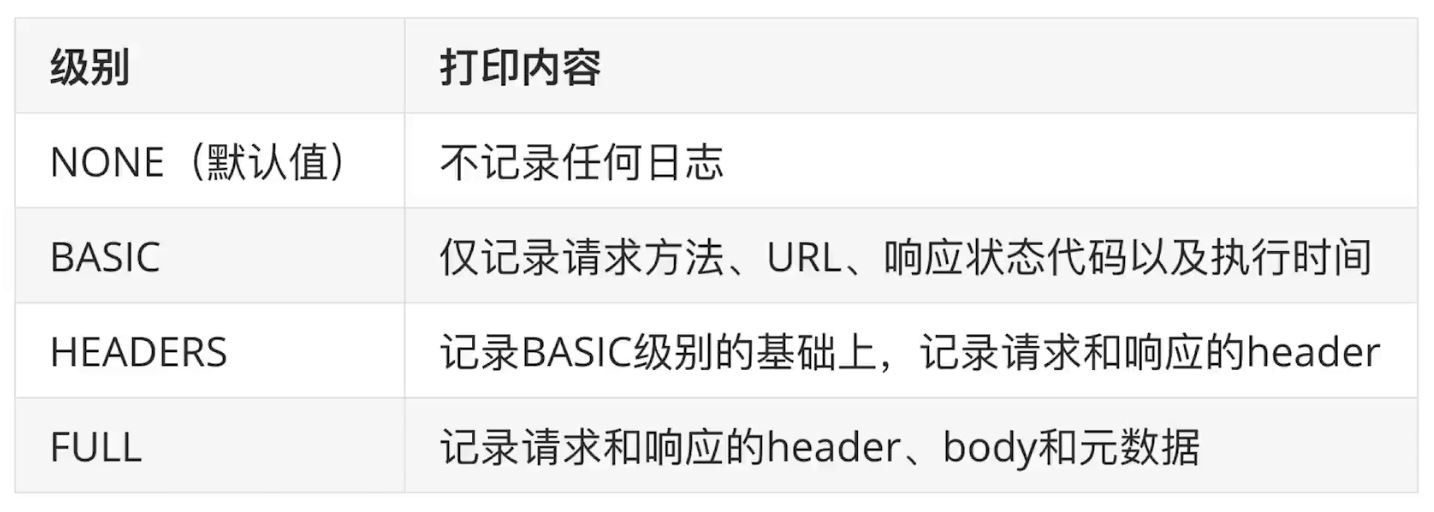 级别 打印内容
NONE（默认值） 不记录任何日志
BASIC 仅记录请求方法、URL、响应状态代码以及执行时间
HEADERS 记录BASIC级别的基础上，记录请求和响应的header
FULL 记录请求和响应的header、body和元数据